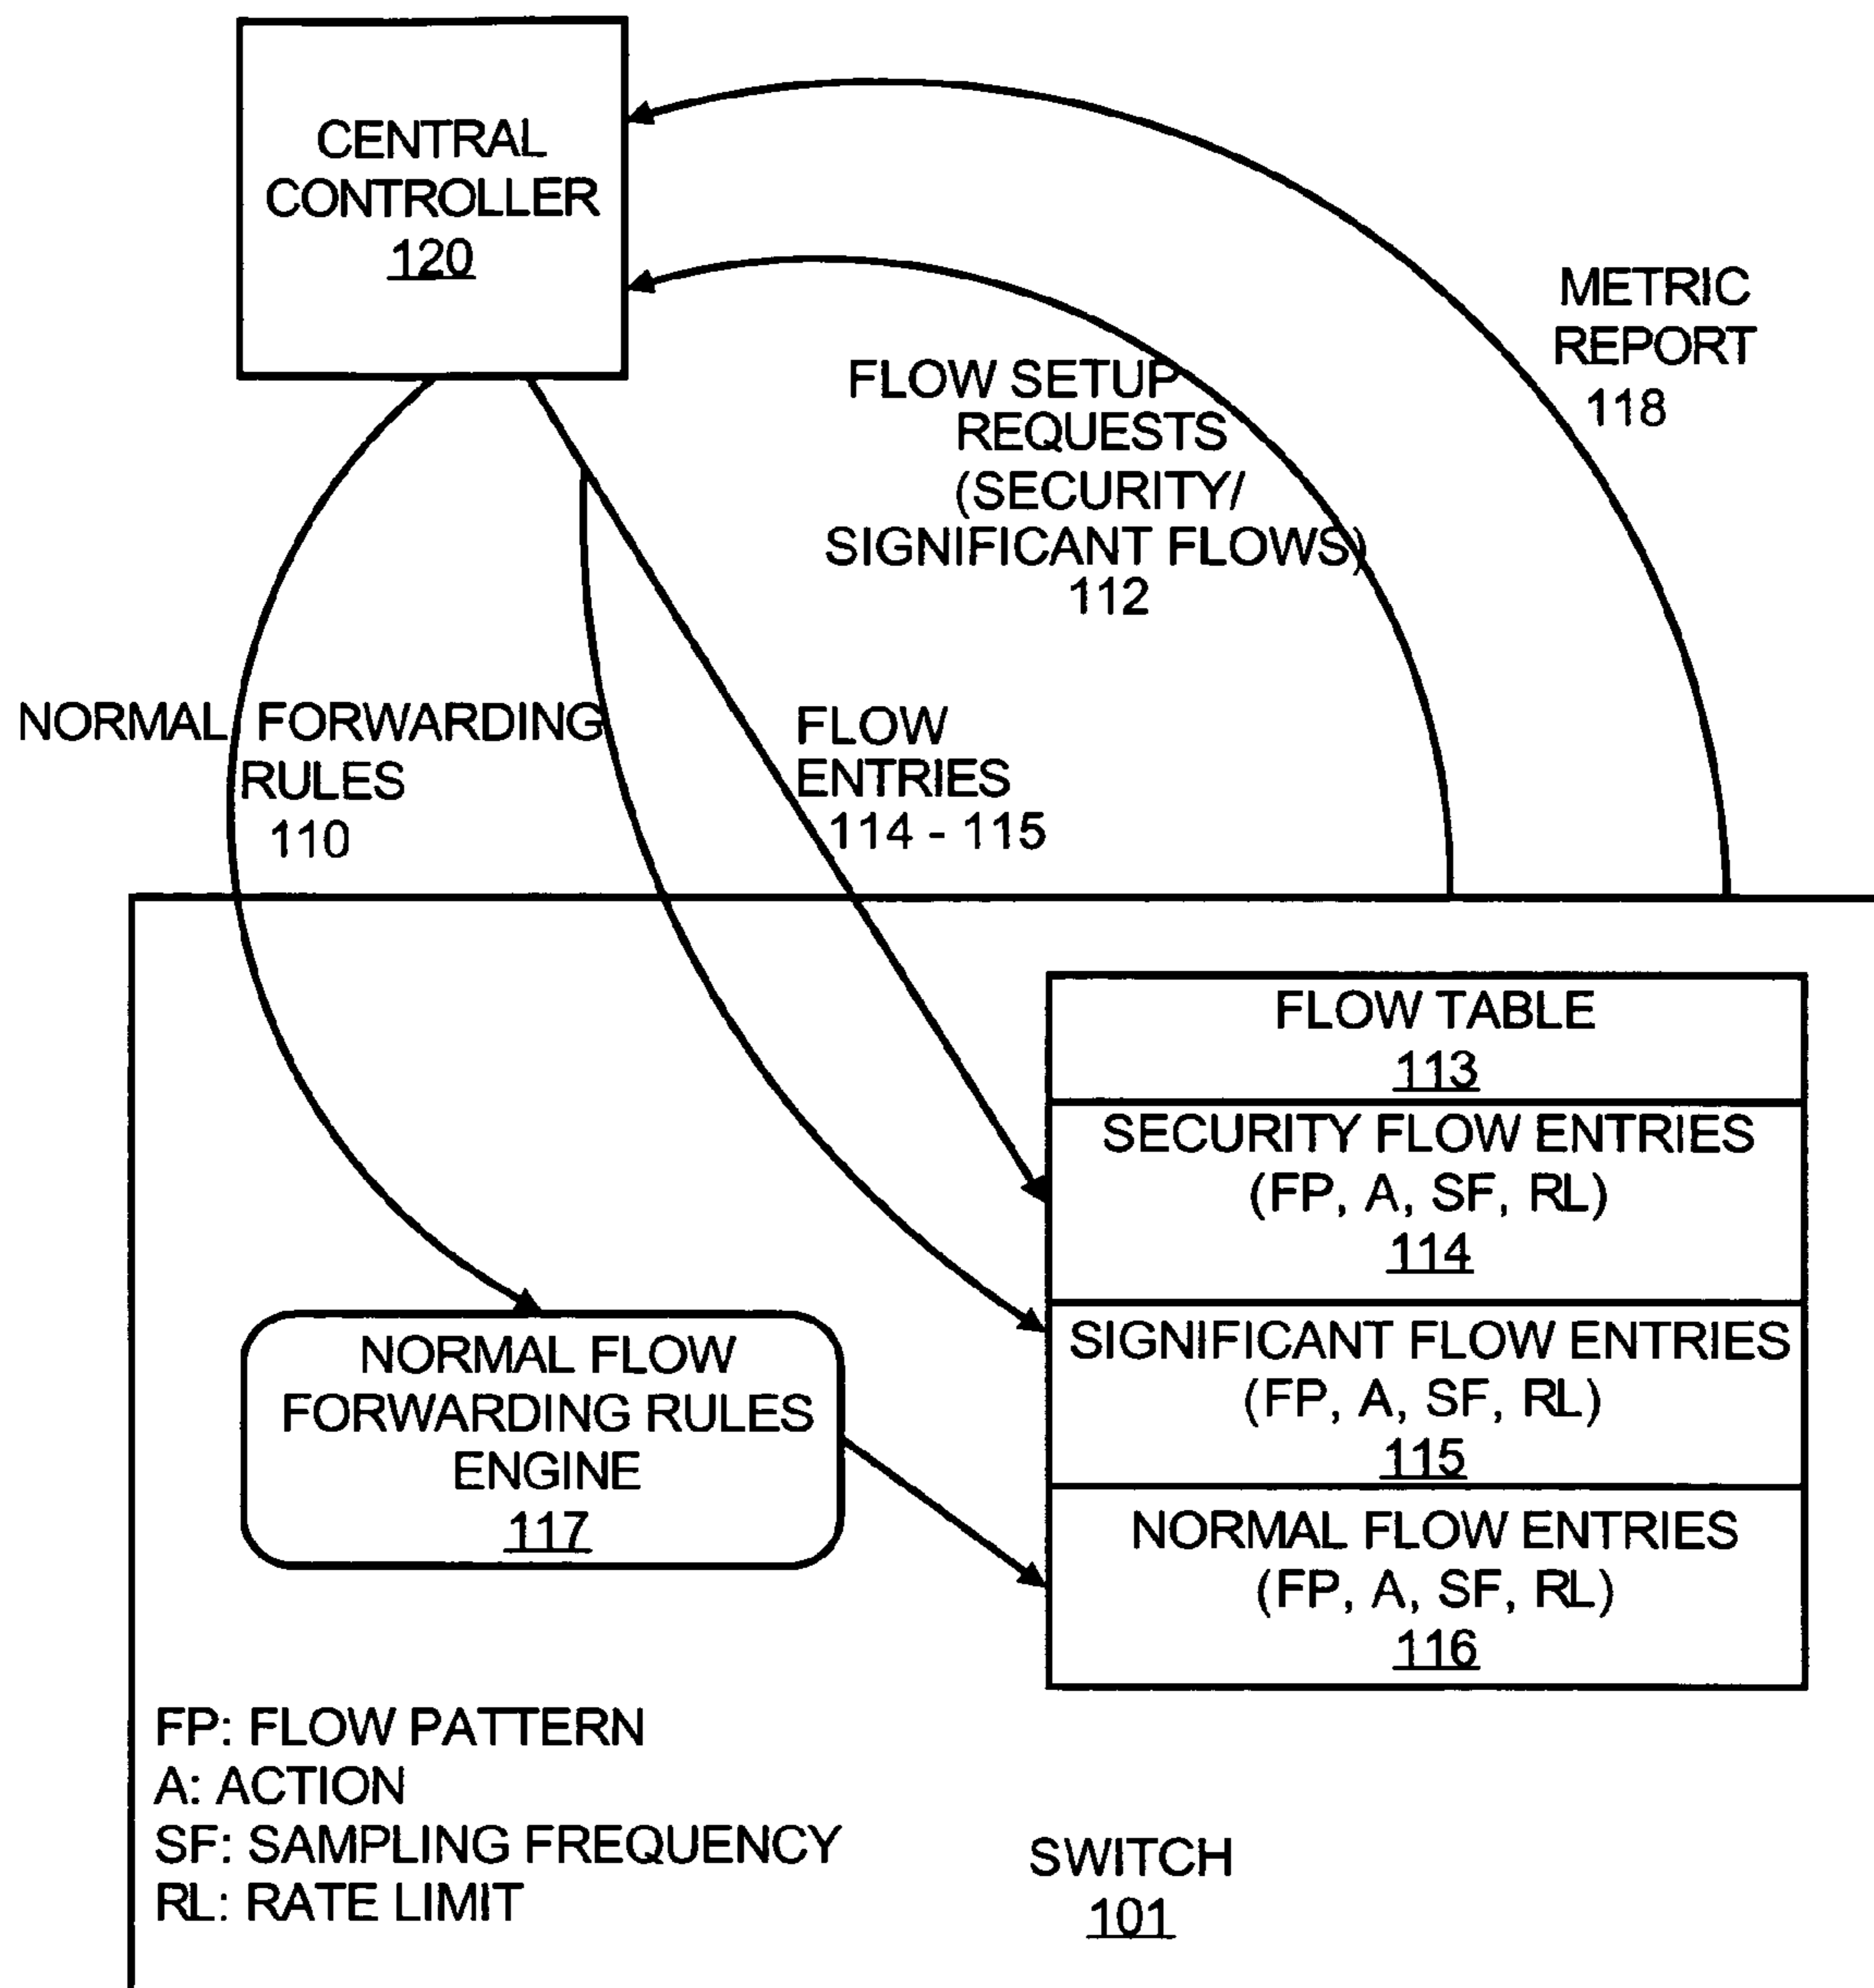 CENTRAL
CONTROLLER
120
METRIC
REPORT
118
FLOW SETUP
REQUESTS
(SECURITY/
SIGNIFICANT FLOWS)
112
NORMAL FORWARDING
RULES
110
FLOW
ENTRIES
114 - 115
FLOW TABLE
113
SECURITY FLOW ENTRIES
(FP, A, SF, RL)
114
SIGNIFICANT FLOW ENTRIES
(FP, A, SF, RL)
115
NORMAL FLOW ENTRIES
(FP, A, SF, RL)
116
NORMAL FLOW
FORWARDING RULES
ENGINE
117
FP: FLOW PATTERN
A: ACTION
SF: SAMPLING FREQUENCY
RL: RATE LIMIT
SWITCH
101